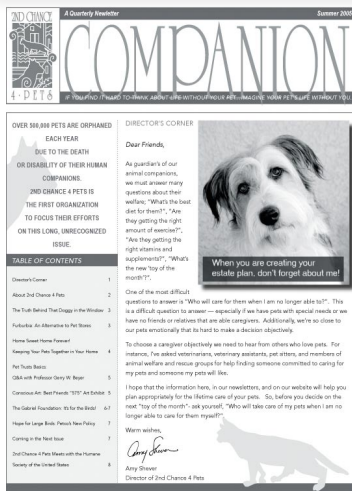 2ND CHANCE
4 • PETS
A Quarterly Newsletter
Summer 2008
COMPANION
IF YOU FIND IT HARD TO THINK ABOUT LIFE WITHOUT YOUR PET...IMAGINE YOUR PET'S LIFE WITHOUT YOU.
OVER 500,000 PETS ARE ORPHANED
EACH YEAR
DUE TO THE DEATH
OR DISABILITY OF THEIR HUMAN
COMPANIONS.
2ND CHANCE 4 PETS IS
THE FIRST ORGANIZATION
TO FOCUS THEIR EFFORTS
ON THIS LONG, UNRECOGNIZED
ISSUE.
TABLE OF CONTENTS
Director's Corner 1
About 2nd Chance 4 Pets 2
The Truth Behind That Doggy in the Window 3
Furbulous: An Alternative to Pet Stores 3
Home Sweet Home Forever!
Keeping Your Pets Together in Your Home 4
Pet Trusts Basics
Q&A with Professor Gerry W. Beyer 5
Conscious Art: Best Friends "575" Art Exhibit 5
The Gabriel Foundation: It's for the Birds! 6-7
Hope for Large Birds: Petco's New Policy 7
Coming in the Next Issue 7
2nd Chance 4 Pets Meets with the Humane
Society of the United States 8
DIRECTOR'S CORNER
Dear Friends,
As guardian's of our
animal companions,
we must answer many
questions about their
welfare; "What's the best
diet for them?", "Are
they getting the right
amount of exercise?",
"Are they getting the
right vitamins and
supplements?", "What's
the new 'toy of the
month'?".
When you are creating your
estate plan, don't forget about me!
One of the most difficult
questions to answer is "Who will care for them when I am no longer able to?". This
is a difficult question to answer — especially if we have pets with special needs or we
have no friends or relatives that are able caregivers. Additionally, we're so close to
our pets emotionally that its hard to make a decision objectively.
To choose a caregiver objectively we need to hear from others who love pets. For
instance, I've asked veterinarians, veterinary assistants, pet sitters, and members of
animal welfare and rescue groups for help finding someone committed to caring for
my pets and someone my pets will like.
I hope that the information here, in our newsletters, and on our website will help you
plan appropriately for the lifetime care of your pets. So, before you decide on the
next "toy of the month"- ask yourself, "Who will take care of my pets when I am no
longer able to care for them myself?".
Warm wishes,
Amy Shever
Amy Shever
Director of 2nd Chance 4 Pets